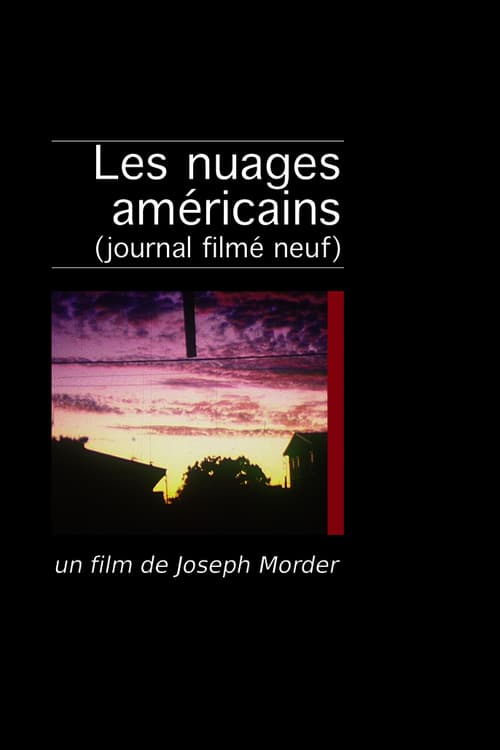 Les nuages
américains
(journal filmé neuf)
un film de Joseph Morder